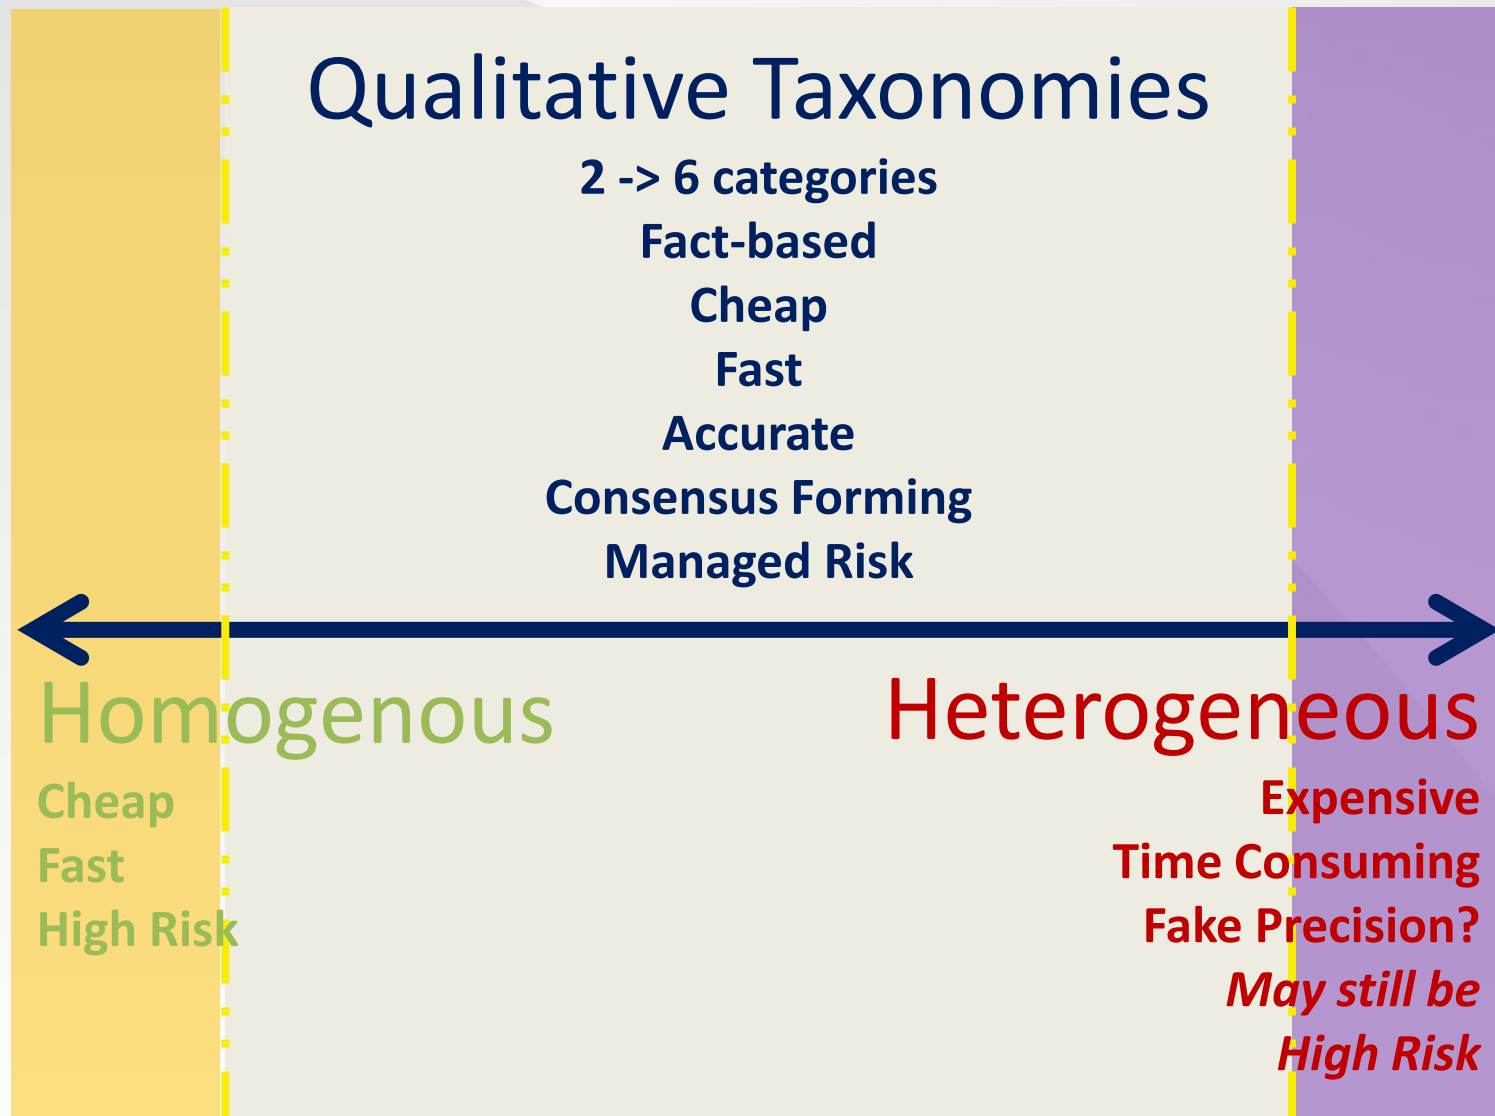 Qualitative Taxonomies
2 -> 6 categories
Fact-based
Cheap
Fast
Accurate
Consensus Forming
Managed Risk
Homogenous
Cheap
Fast
High Risk
Heterogeneous
Expensive
Time Consuming
Fake Precision?
May still be
High Risk